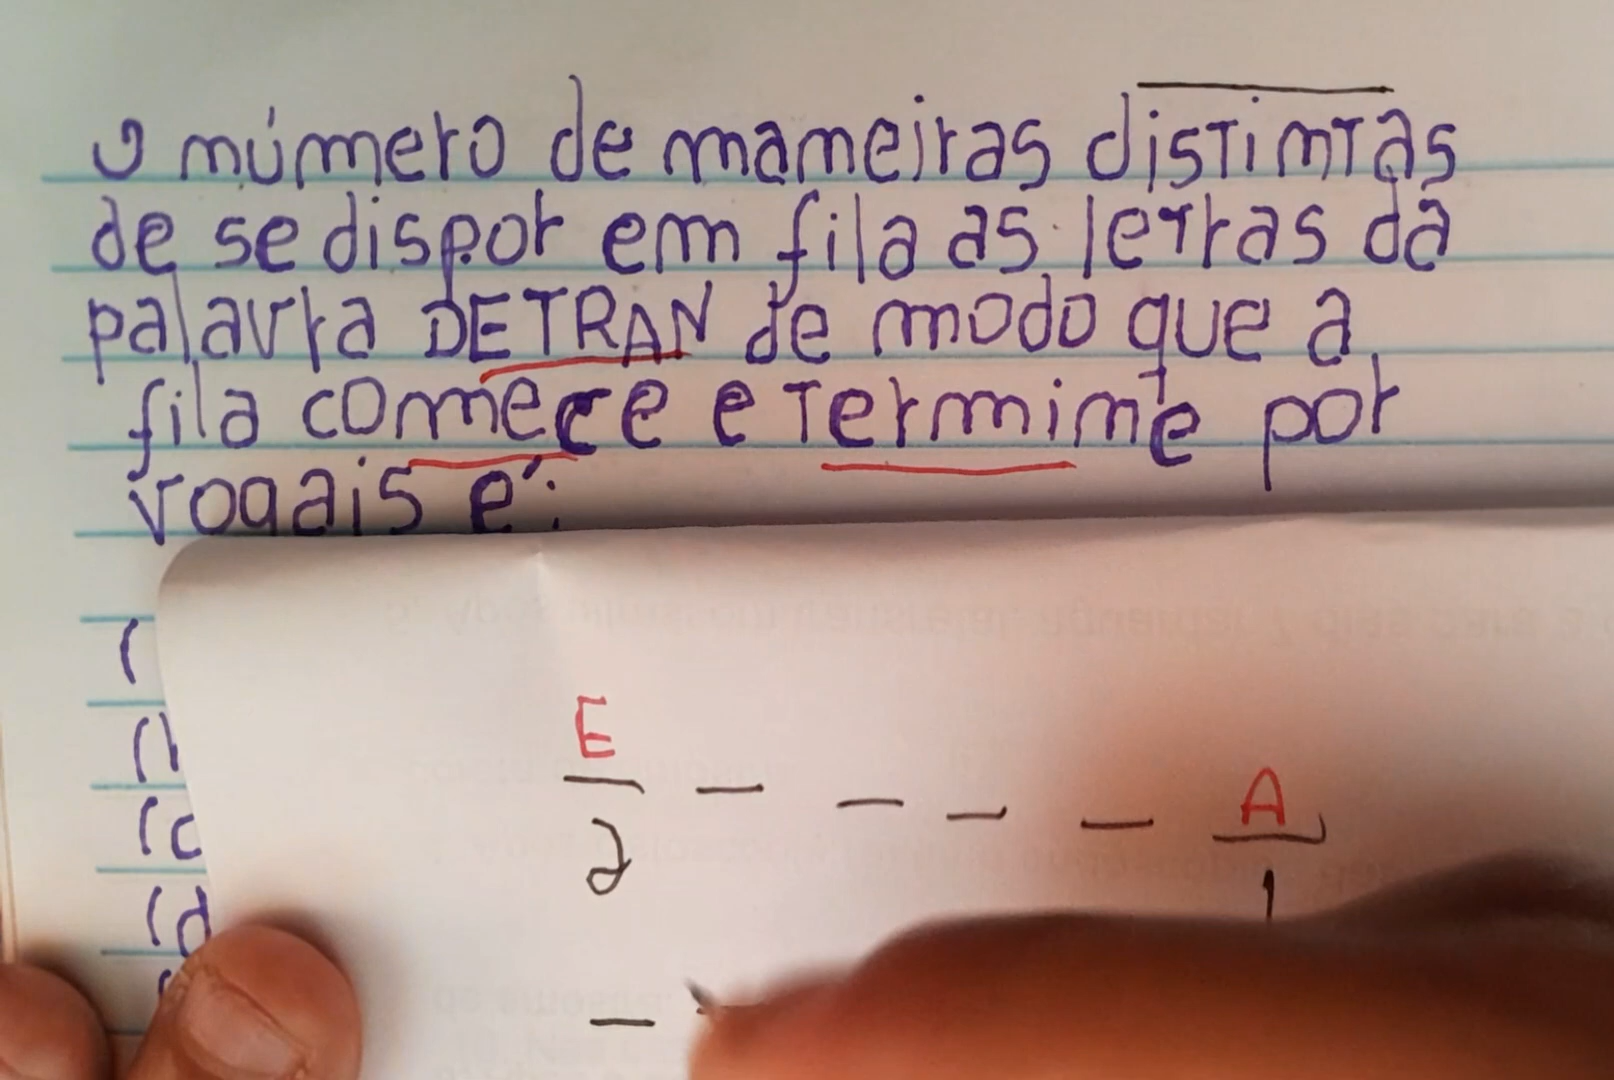 O número de maneiras distintas
de se dispor em fila as letras da
palavra DETRAN de modo que a
fila comece e termine por
vogais é:
(
(b
(c
(d
(
E
A
2
1